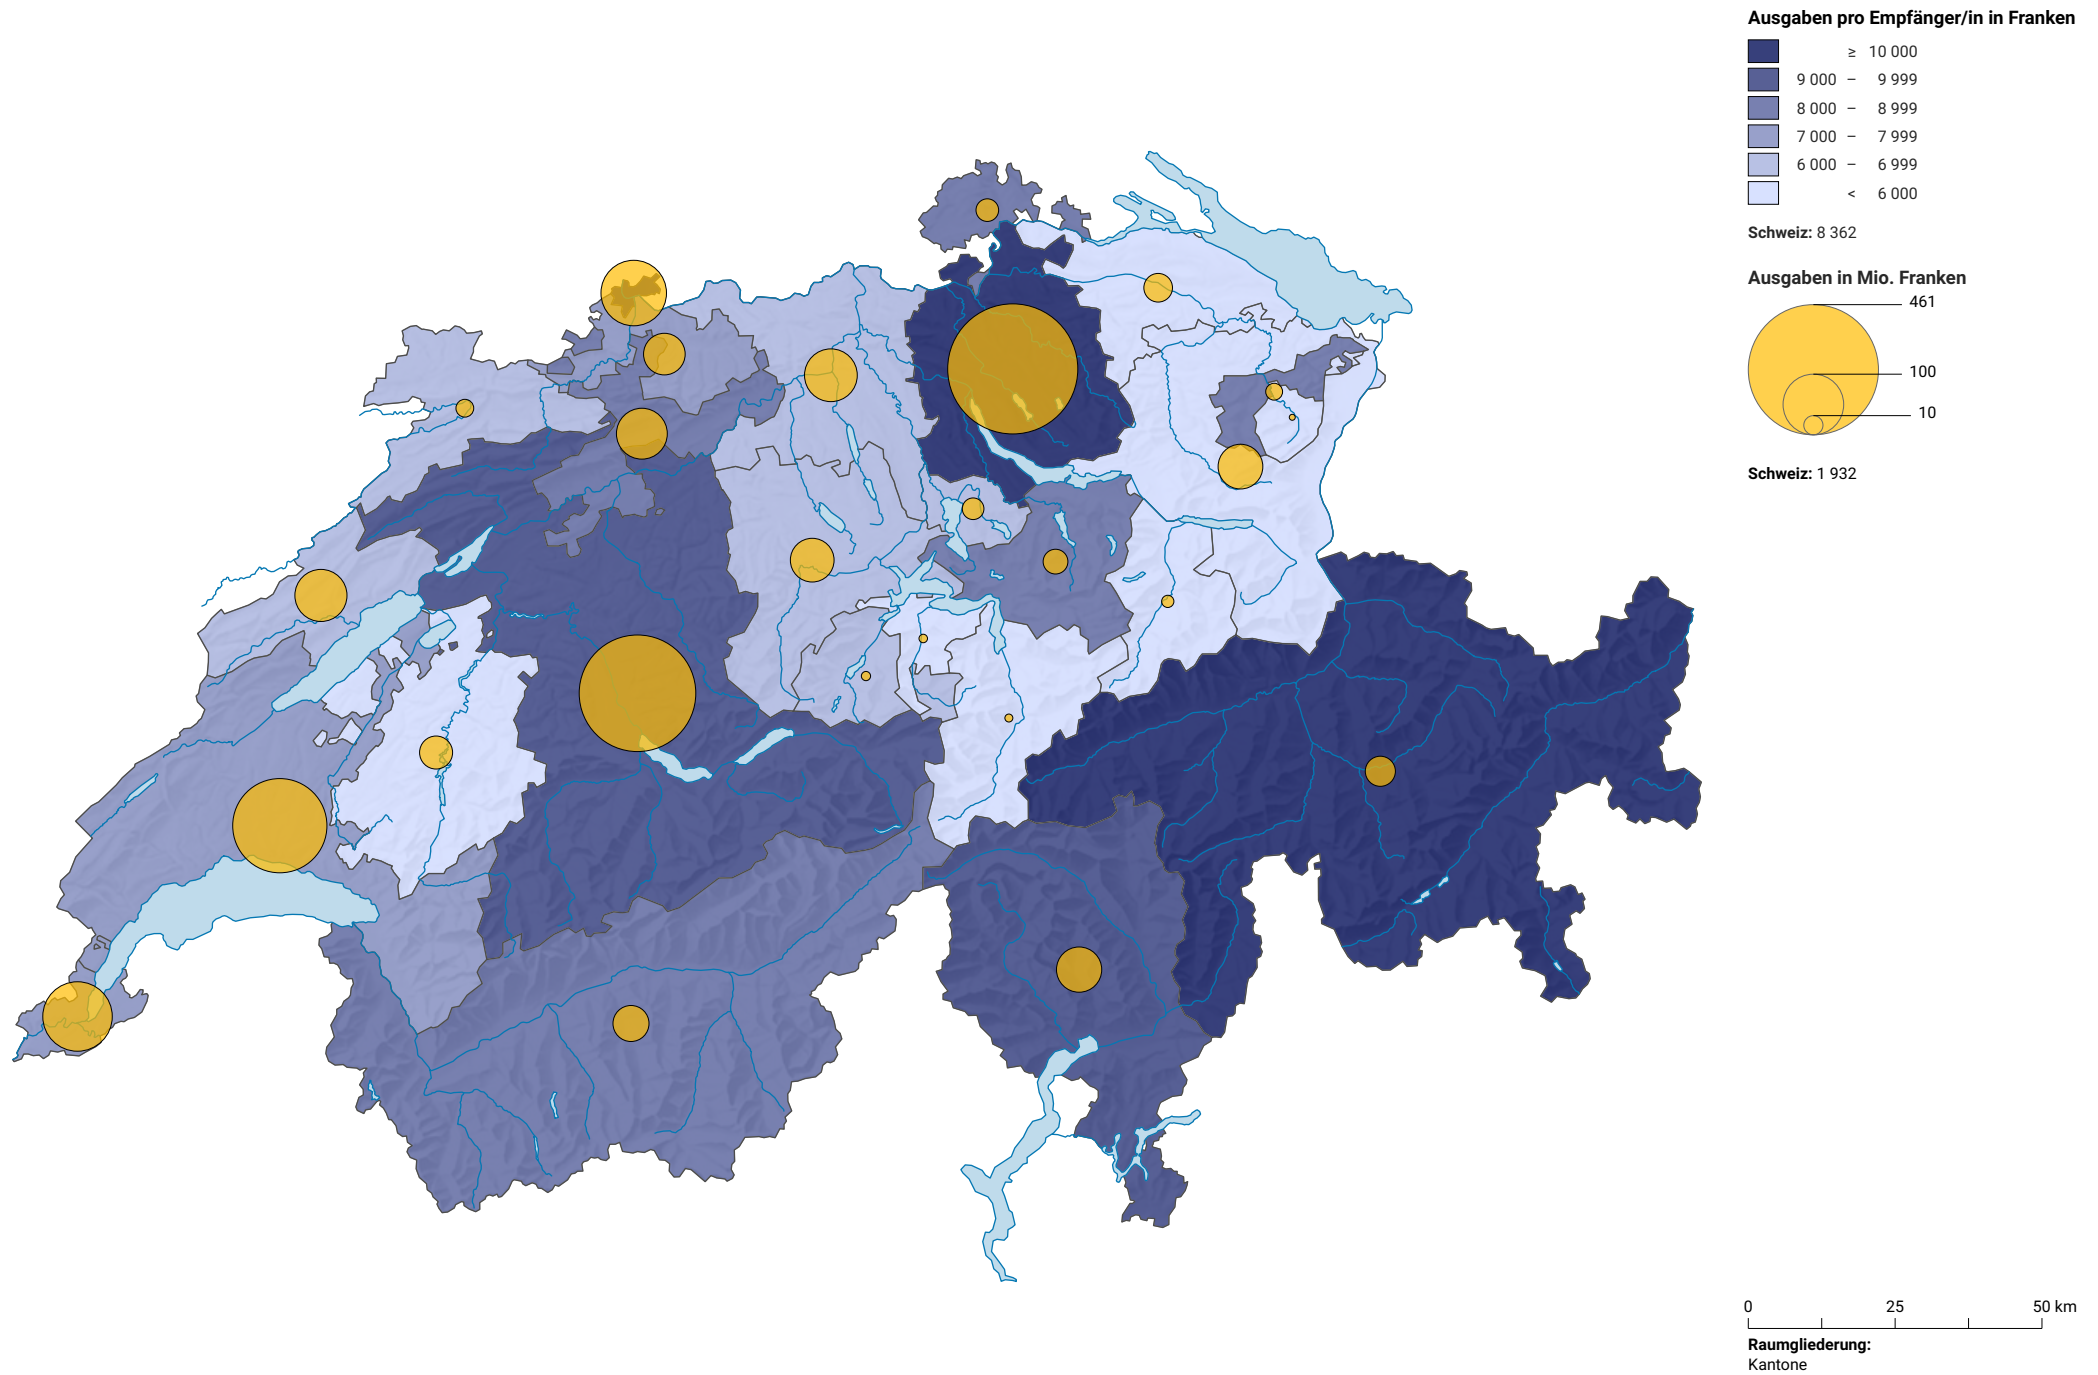 Ausgaben pro Empfänger/in in Franken
≥ 10 000
9 000 – 9 999
8 000 – 8 999
7 000 – 7 999
6 000 – 6 999
< 6 000
Schweiz: 8 362
Ausgaben in Mio. Franken
461
100
10
Schweiz: 1 932
0 25 50 km
Raumgliederung:
Kantone